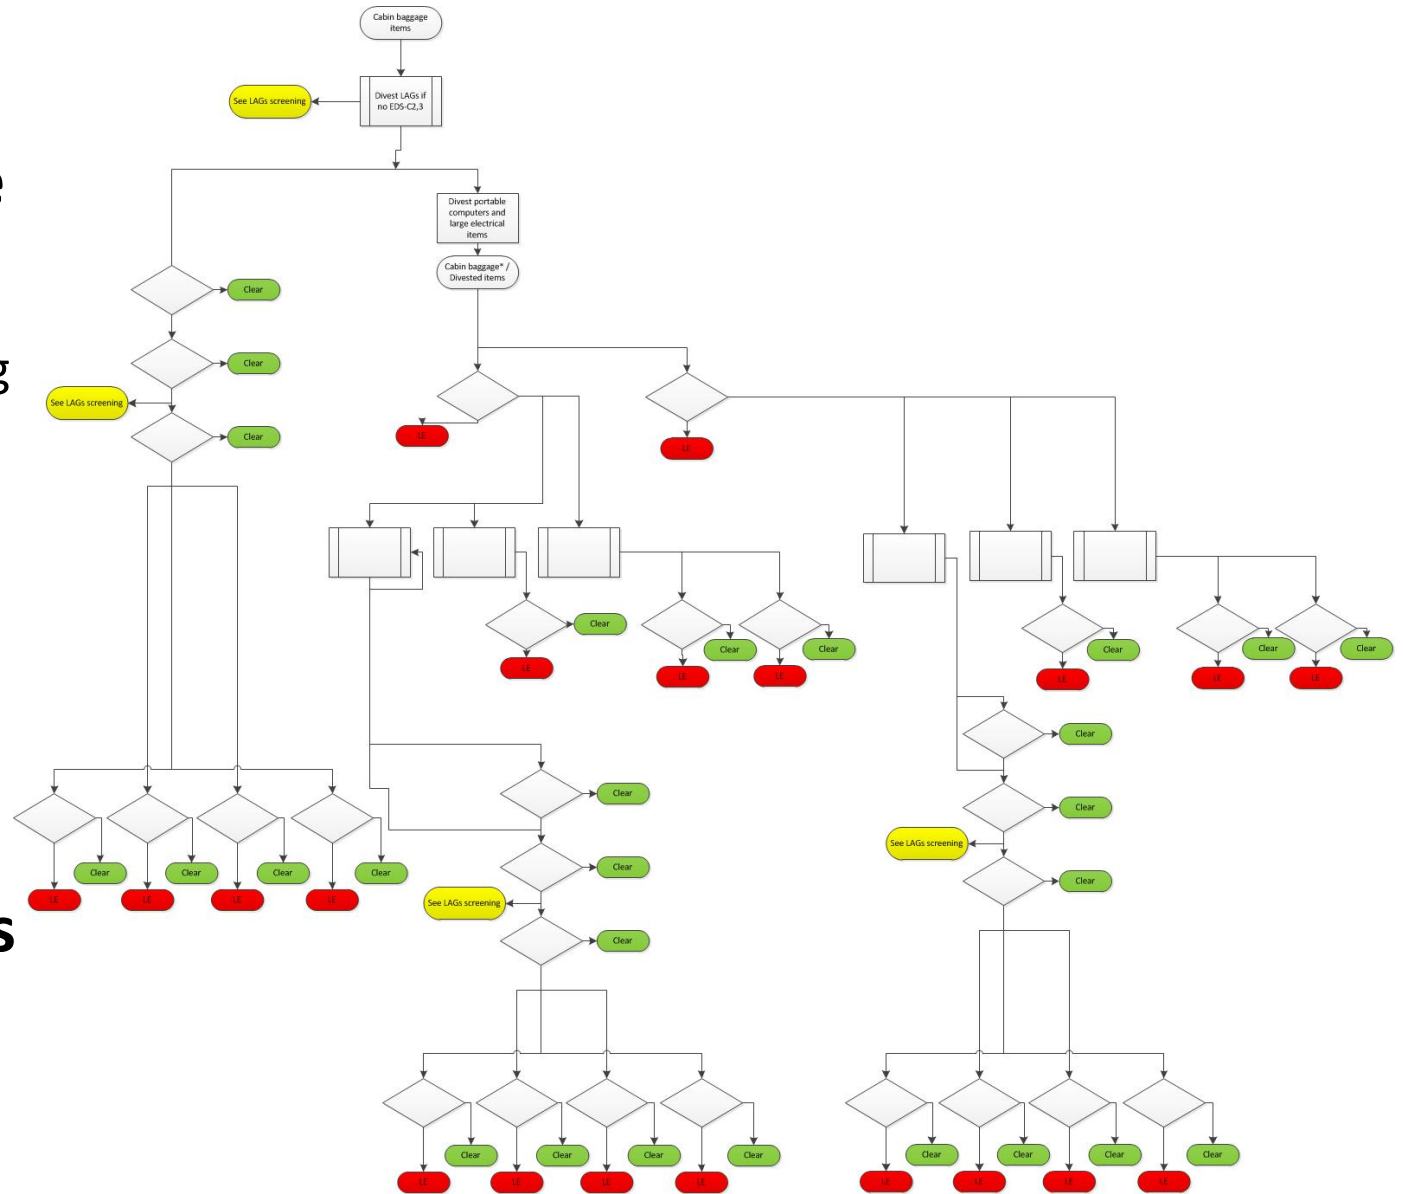 Cabin baggage
items
See LAGs screening
Divest LAGs if
no EDS-C2,3
e
Divest portable
computers and
large electrical
items
Cabin baggage* /
Divested items
Clear
Clear
g
See LAGs screening
Clear
LE
LE
Clear
LE
Clear
LE
Clear
LE
Clear
LE
Clear
LE
Clear
LE
Clear
Clear
Clear
See LAGs screening
Clear
Clear
Clear
Clear
Clear
Clear
LE
LE
LE
LE
See LAGs screening
s
Clear
Clear
Clear
Clear
Clear
LE
LE
LE
LE
Clear
Clear
Clear
Clear
LE
LE
LE
LE